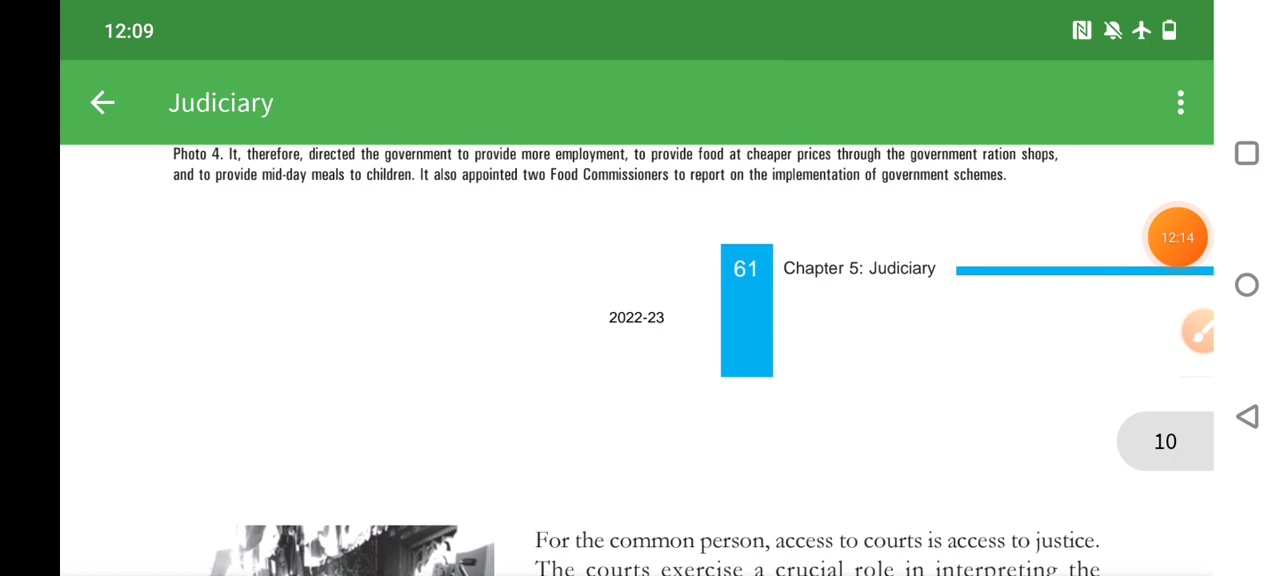 12:09
Judiciary
Photo 4. It, therefore, directed the government to provide more employment, to provide food at cheaper prices through the government ration shops,
and to provide mid-day meals to children. It also appointed two Food Commissioners to report on the implementation of government schemes.
12:14
61 Chapter 5: Judiciary
2022-23
10
For the common person, access to courts is access to justice.
The courts exercise a crucial role in interpreting the